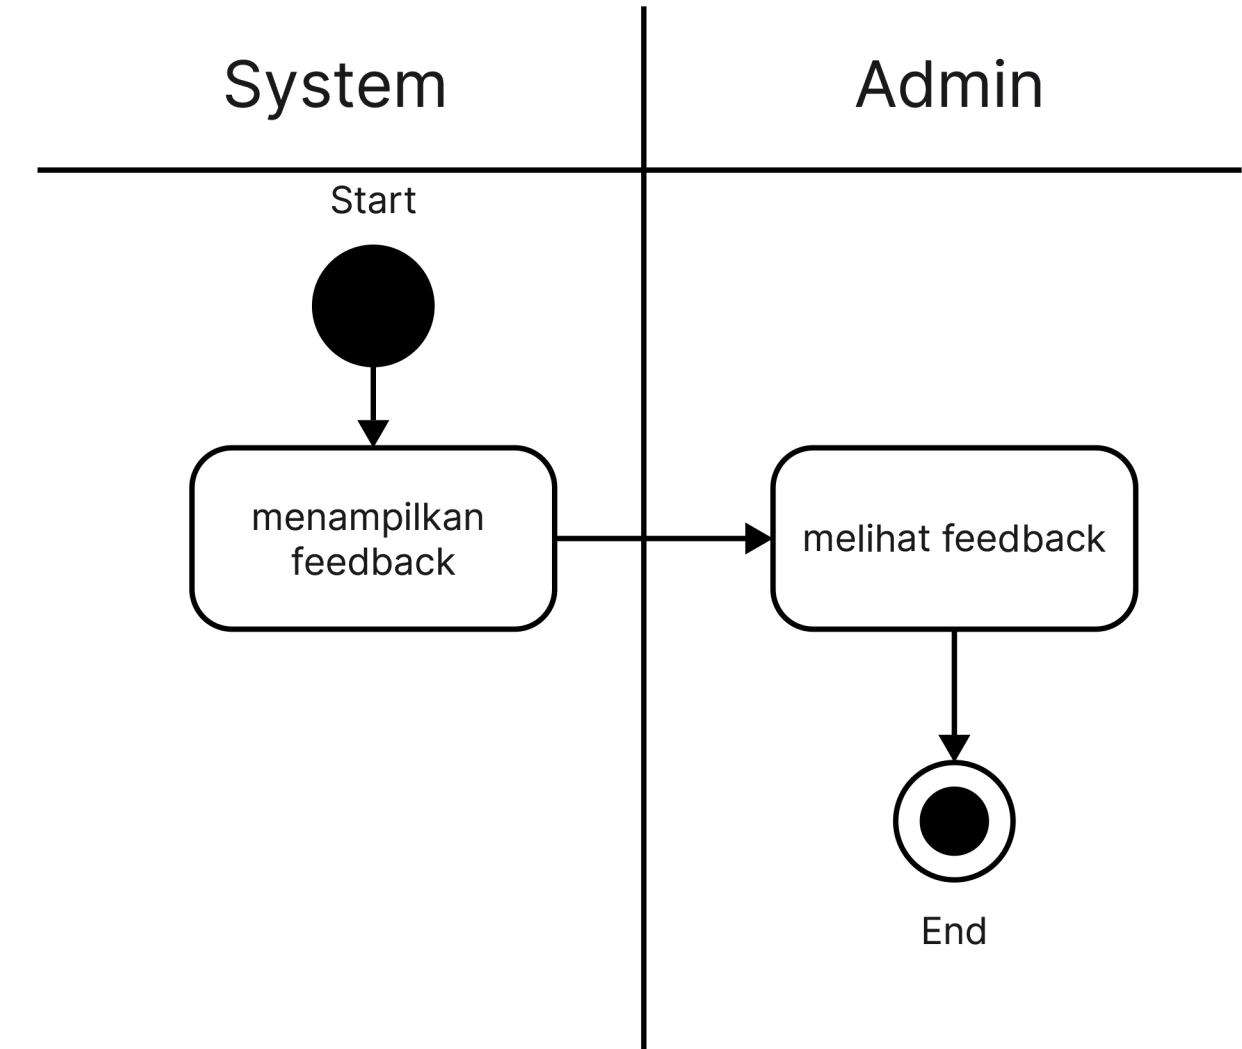 System
Admin
Start
menampilkan
feedback
melihat feedback
End